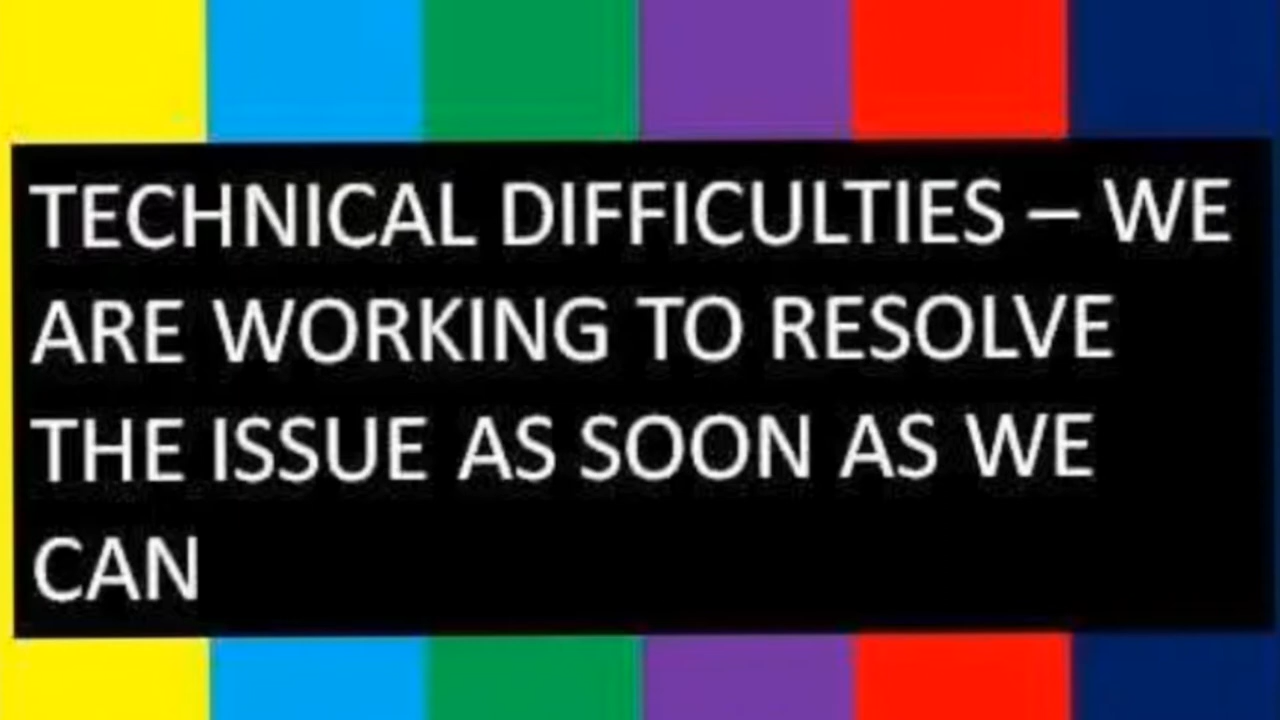 TECHNICAL DIFFICULTIES – WE
ARE WORKING TO RESOLVE
THE ISSUE AS SOON AS WE
CAN